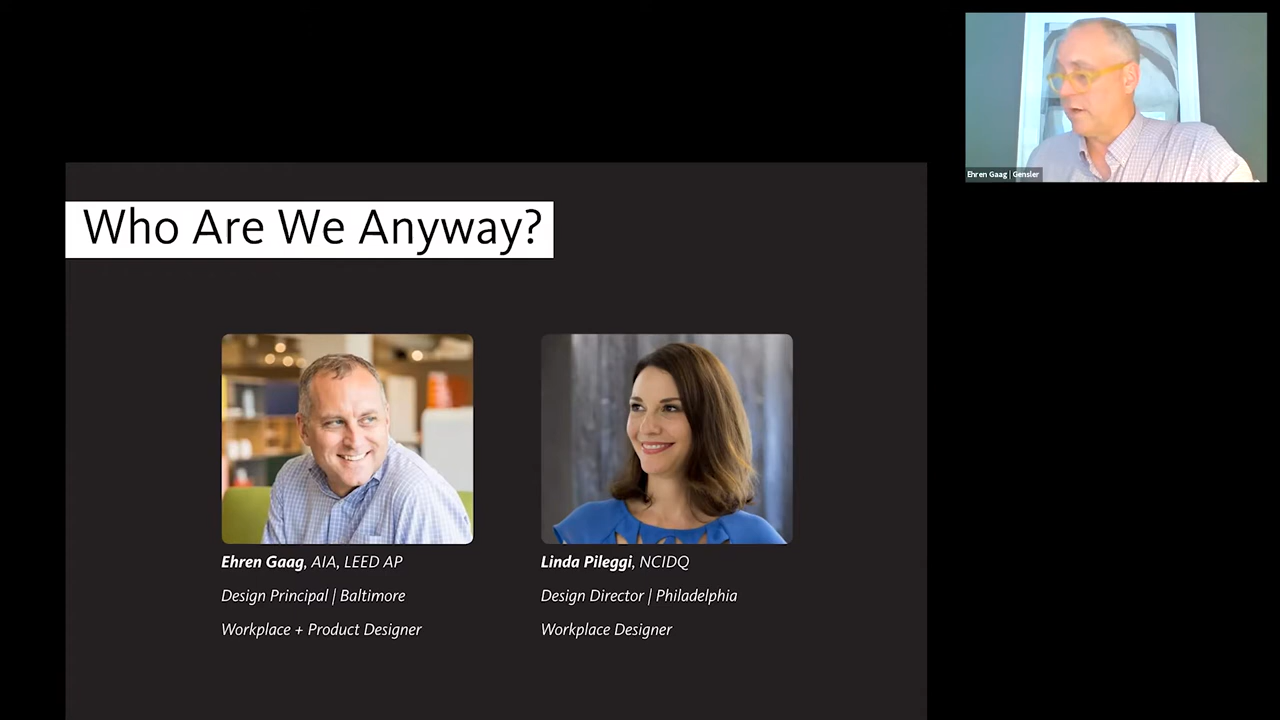 Ehren Gaag | Gensler
Who Are We Anyway?
Ehren Gaag, AIA, LEED AP
Design Principal | Baltimore
Workplace + Product Designer
Linda Pileggi, NCIDQ
Design Director | Philadelphia
Workplace Designer